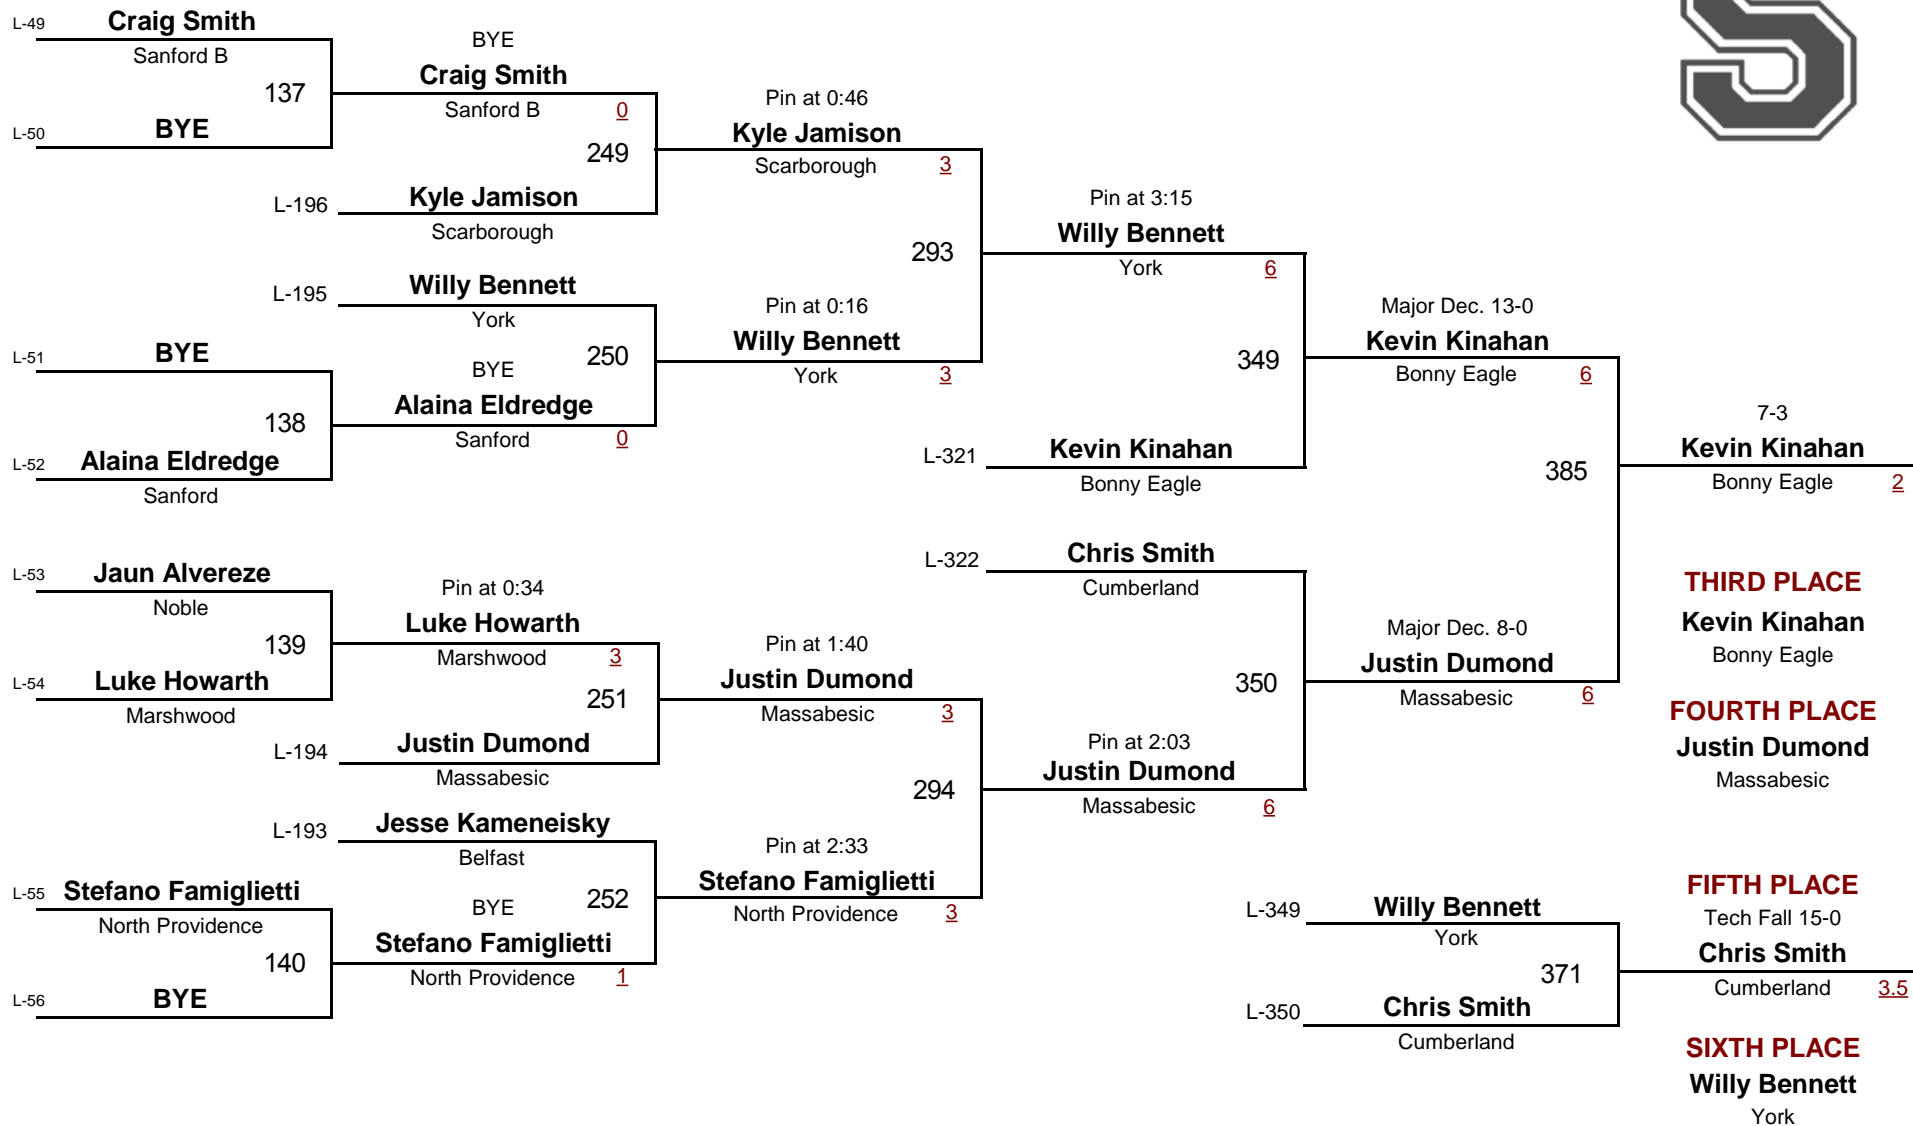 L-49 Craig Smith
Sanford B
137
L-50 BYE
BYE
Craig Smith
Sanford B 0
249
L-196 Kyle Jamison
Scarborough
Pin at 0:46
Kyle Jamison
Scarborough 3
L-195 Willy Bennett
York
250
L-51 BYE
138
L-52 Alaina Eldredge
Sanford
BYE
Alaina Eldredge
Sanford 0
Pin at 0:16
Willy Bennett
York 3
293
Pin at 3:15
Willy Bennett
York 6
349
L-321 Kevin Kinahan
Bonny Eagle
Major Dec. 13-0
Kevin Kinahan
Bonny Eagle 6
385
7-3
Kevin Kinahan
Bonny Eagle 2
L-53 Jaun Alvereze
Noble
139
L-54 Luke Howarth
Marshwood
Pin at 0:34
Luke Howarth
Marshwood 3
251
L-194 Justin Dumond
Massabesic
Pin at 1:40
Justin Dumond
Massabesic 3
L-193 Jesse Kameneisky
Belfast
252
L-55 Stefano Famiglietti
North Providence
140
L-56 BYE
BYE
Stefano Famiglietti
North Providence 1
Pin at 2:33
Stefano Famiglietti
North Providence 3
294
L-322 Chris Smith
Cumberland
350
Pin at 2:03
Justin Dumond
Massabesic 6
Major Dec. 8-0
Justin Dumond
Massabesic 6
THIRD PLACE
Kevin Kinahan
Bonny Eagle
FOURTH PLACE
Justin Dumond
Massabesic
L-349 Willy Bennett
York
371
L-350 Chris Smith
Cumberland
FIFTH PLACE
Tech Fall 15-0
Chris Smith
Cumberland 3.5
SIXTH PLACE
Willy Bennett
York
S